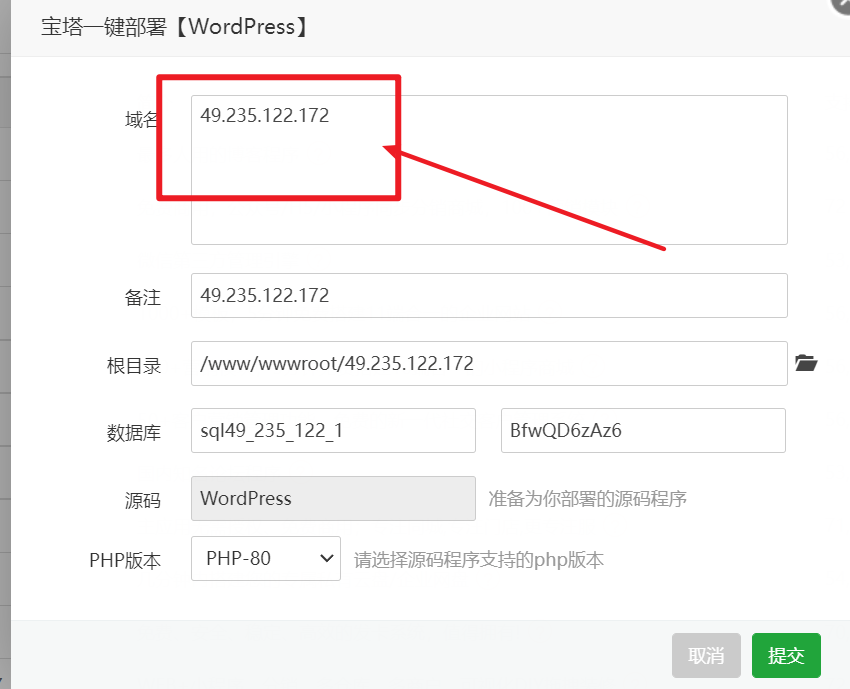 宝塔一键部署【WordPress】
域名
49.235.122.172
备注
49.235.122.172
根目录
/www/wwwroot/49.235.122.172
数据库
sql49_235_122_1
BfwQD6zAz6
源码
WordPress
准备为你部署的源码程序
PHP版本
PHP-80
请选择源码程序支持的php版本
取消
提交